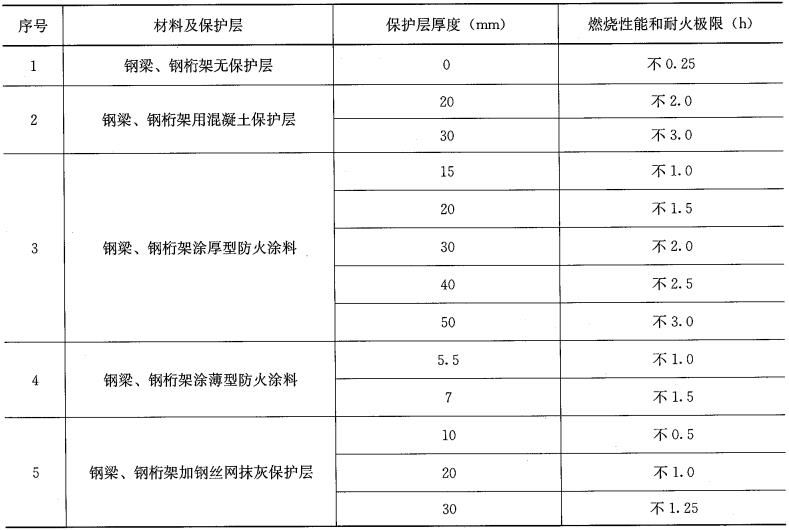 序号 材料及保护层 保护层厚度（mm） 燃烧性能和耐火极限（h）
1 钢梁、钢桁架无保护层 0 不0.25
2 钢梁、钢桁架用混凝土保护层 20 不2.0
30 不3.0
3 钢梁、钢桁架涂厚型防火涂料 15 不1.0
20 不1.5
30 不2.0
40 不2.5
50 不3.0
4 钢梁、钢桁架涂薄型防火涂料 5.5 不1.0
7 不1.5
5 钢梁、钢桁架加钢丝网抹灰保护层 10 不0.5
20 不1.0
30 不1.25